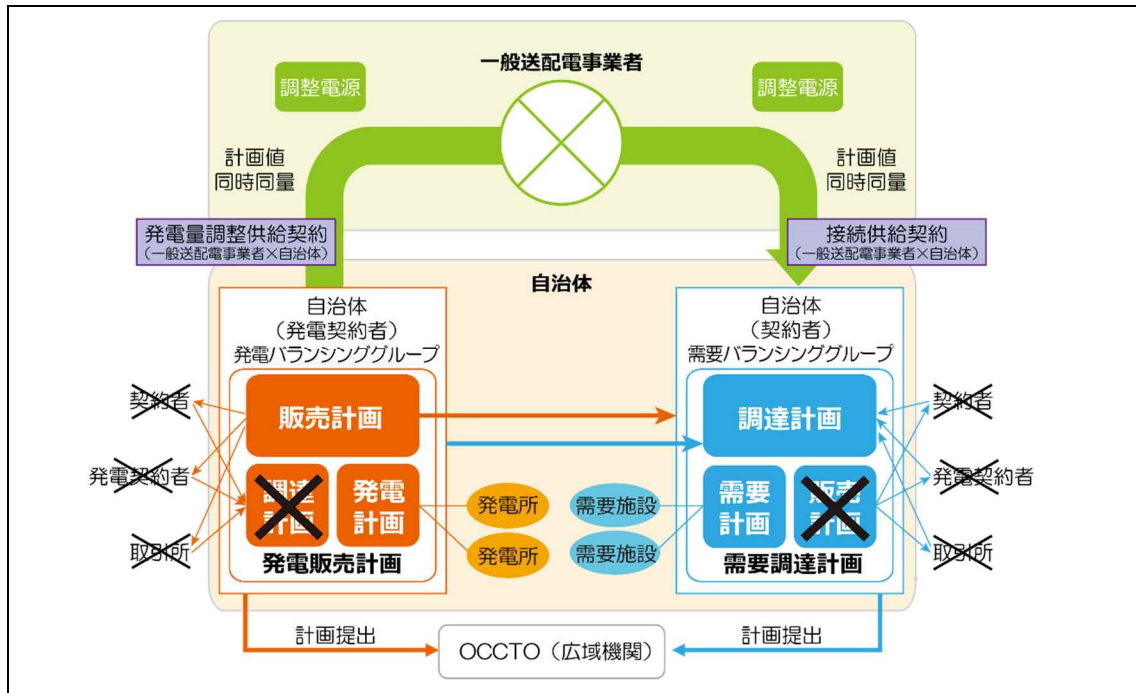 一般送配電事業者
調整電源
調整電源
計画値
同時同量
計画値
同時同量
発電量調整供給契約
（一般送配電事業者×自治体）
接続供給契約
（一般送配電事業者×自治体）
自治体
自治体
（発電契約者）
発電バランシンググループ
自治体
（契約者）
需要バランシンググループ
契約者
発電契約者
取引所
販売計画
調達
計画
発電
計画
発電販売計画
発電所
発電所
需要施設
需要施設
調達計画
需要
計画
販売
計画
需要調達計画
契約者
発電契約者
取引所
計画提出
OCCTO（広域機関）
計画提出